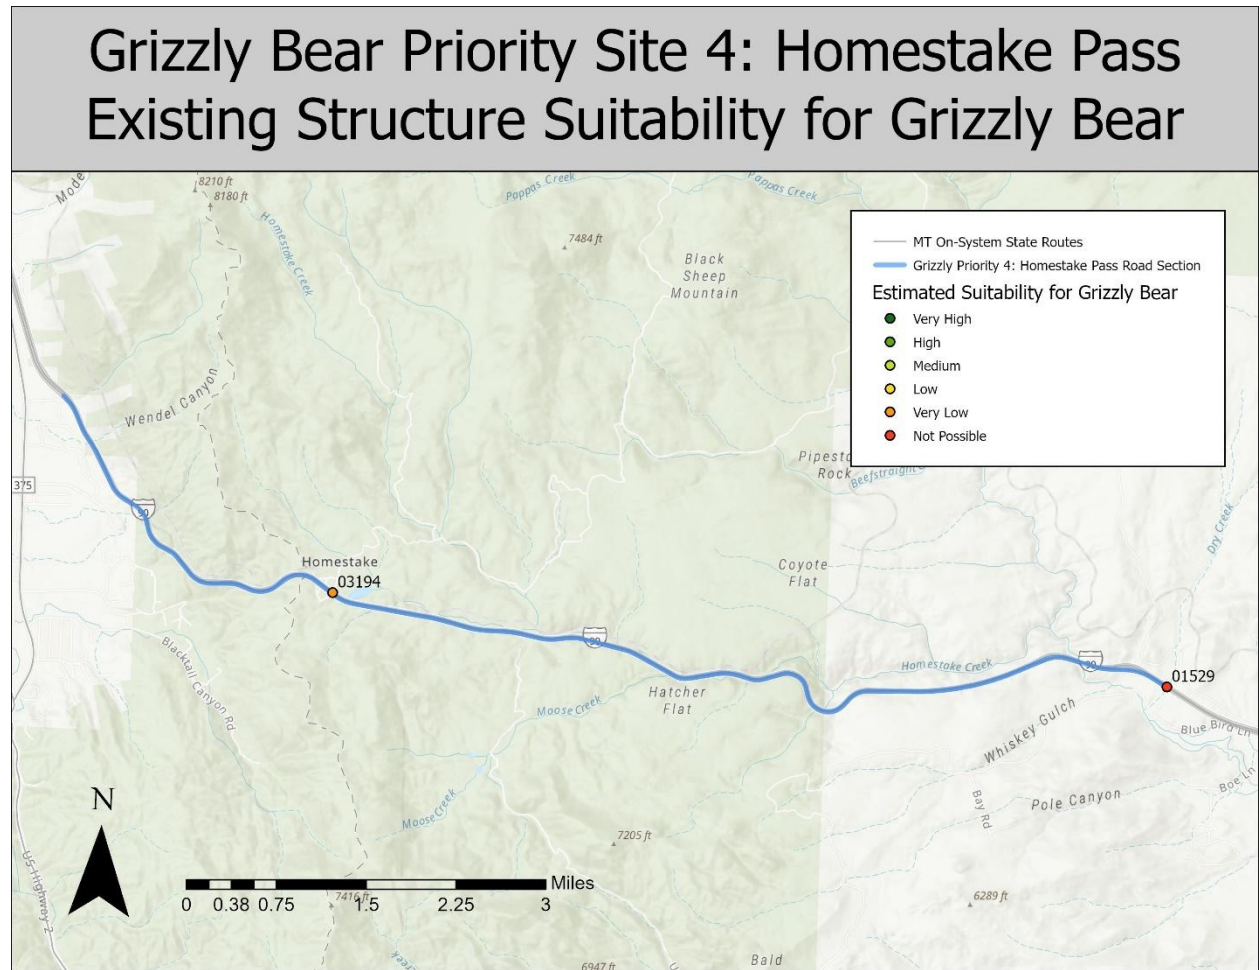 Grizzly Bear Priority Site 4: Homestake Pass
Existing Structure Suitability for Grizzly Bear
Mode
8210 ft
8180 ft
Pappas Creek
Pappas Creek
Homestake Creek
7484 ft
Black
Sheep
Mountain
MT On-System State Routes
Grizzly Priority 4: Homestake Pass Road Section
Estimated Suitability for Grizzly Bear
Very High
High
Medium
Low
Very Low
Not Possible
Wendel Canyon
Rock
375
90
Dry Creek
Homestake
03194
Coyote
Flat
90
Blacktail Canyon Rd
Homestake Creek
90
01529
Hatcher
Flat
Moose Creek
Whiskey Gulch
Blue Bird Ln
Boe Ln
Pole Canyon
Bay Rd
Moose Creek
N
7205 ft
US Highway 2
Miles
0 0.38 0.75 1.5 2.25 3
7416 ft
6289 ft
Creek
6947 ft
Bald